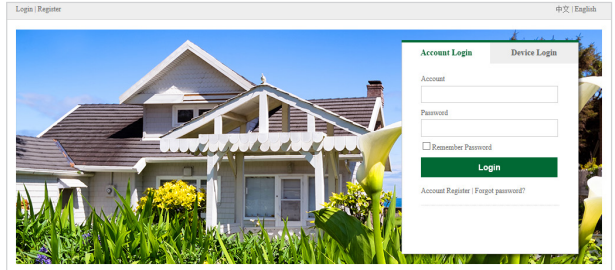 Login | Register
中文 | English
Account Login
Device Login
Account
Password
Remember Password
Login
Account Register | Forgot password?